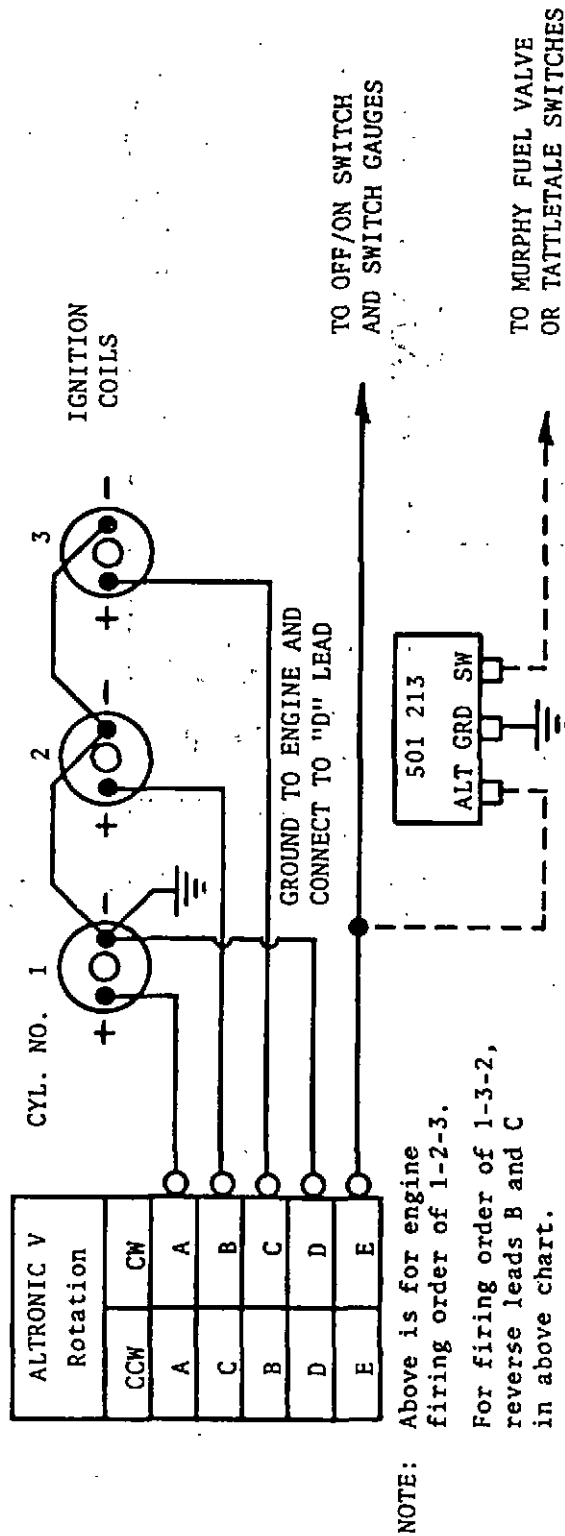 ALTRONIC V
Rotation
CCW CW
A A
C B
B C
D D
E E
CYL. NO. 1 2 3
+ - + - + -
IGNITION
COILS
GROUND TO ENGINE AND
CONNECT TO "D" LEAD
TO OFF/ON SWITCH
AND SWITCH GAUGES
501 213
ALT GRD SW
TO MURPHY FUEL VALVE
OR TATTLETALE SWITCHES
NOTE: Above is for engine
firing order of 1-2-3.
For firing order of 1-3-2,
reverse leads B and C
in above chart.